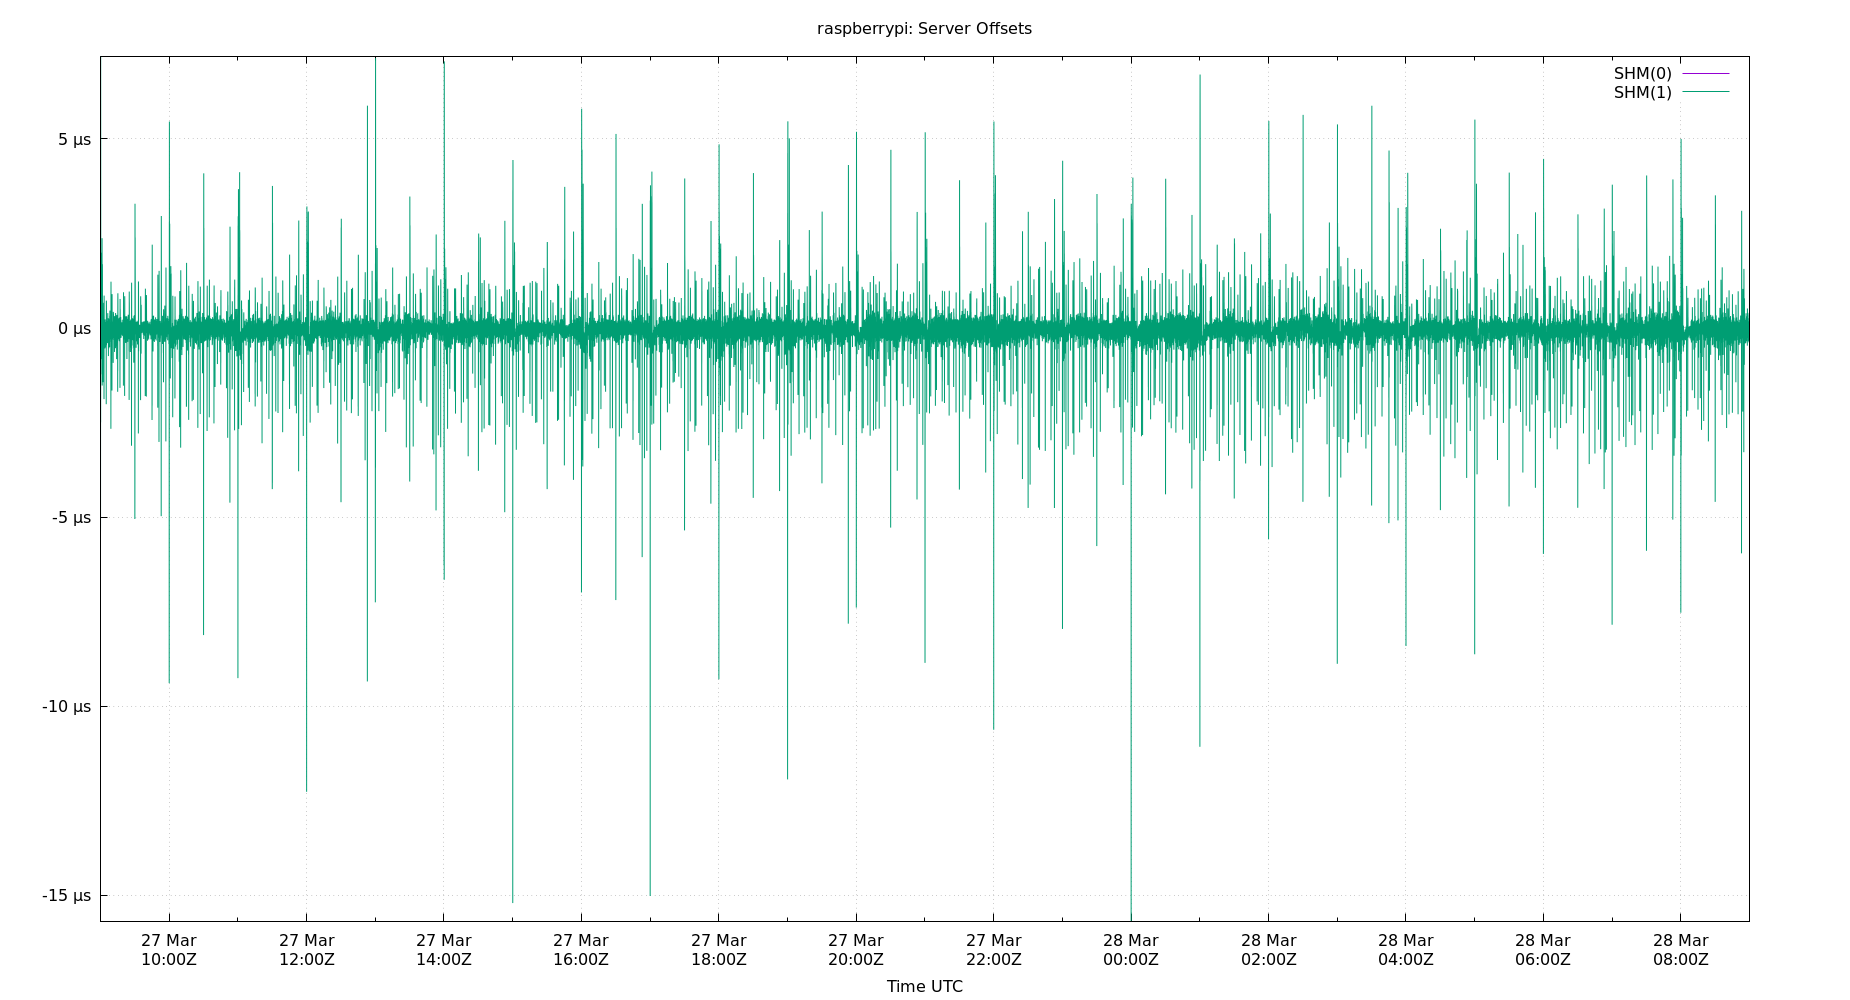 raspberrypi: Server Offsets
SHM(0)
SHM(1)
5 µs
0 µs
-5 µs
-10 µs
-15 µs
27 Mar 27 Mar 27 Mar 27 Mar 27 Mar 27 Mar 27 Mar 28 Mar 28 Mar 28 Mar 28 Mar 28 Mar
10:00Z 12:00Z 14:00Z 16:00Z 18:00Z 20:00Z 22:00Z 00:00Z 02:00Z 04:00Z 06:00Z 08:00Z
Time UTC